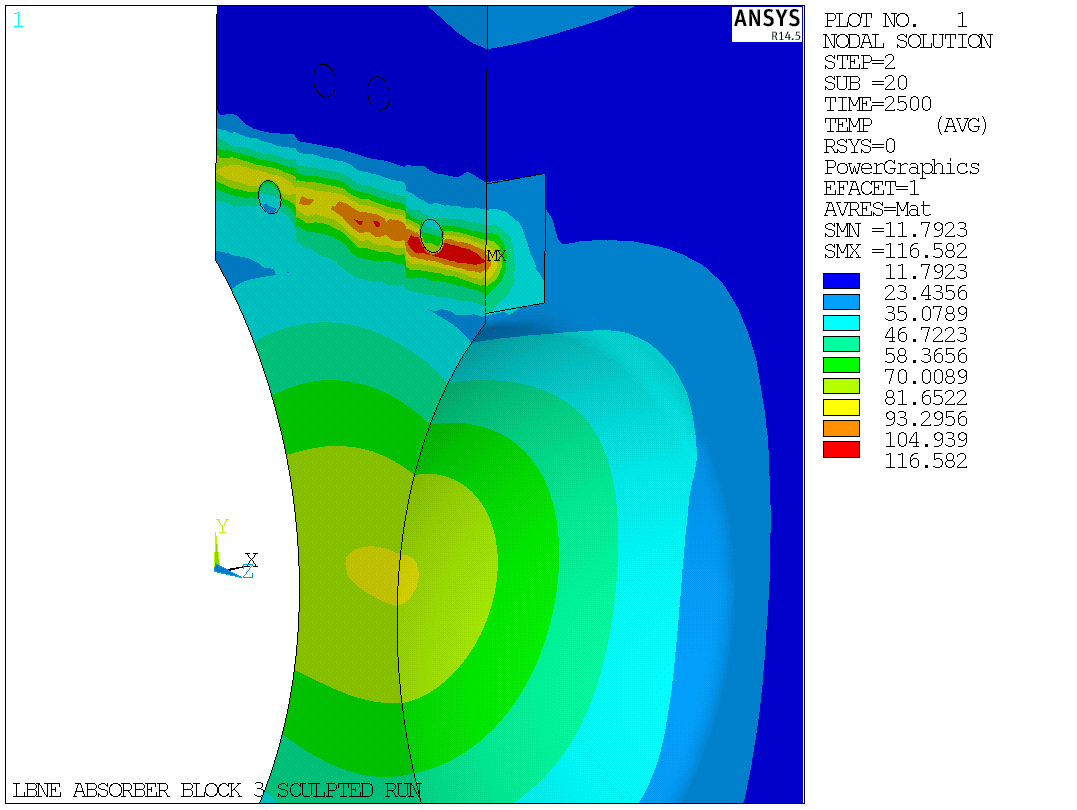 1
ANSYS
R14.5
PLOT NO.   1
NODAL SOLUTION
STEP=2
SUB =20
TIME=2500
TEMP     (AVG)
RSYS=0
PowerGraphics
EFACET=1
AVRES=Mat
SMN =11.7923
SMX =116.582
11.7923
23.4356
35.0789
46.7223
58.3656
70.0089
81.6522
93.2956
104.939
116.582
MX
Y
X
Z
LBNE ABSORBER BLOCK 3 SCULPTED RUN